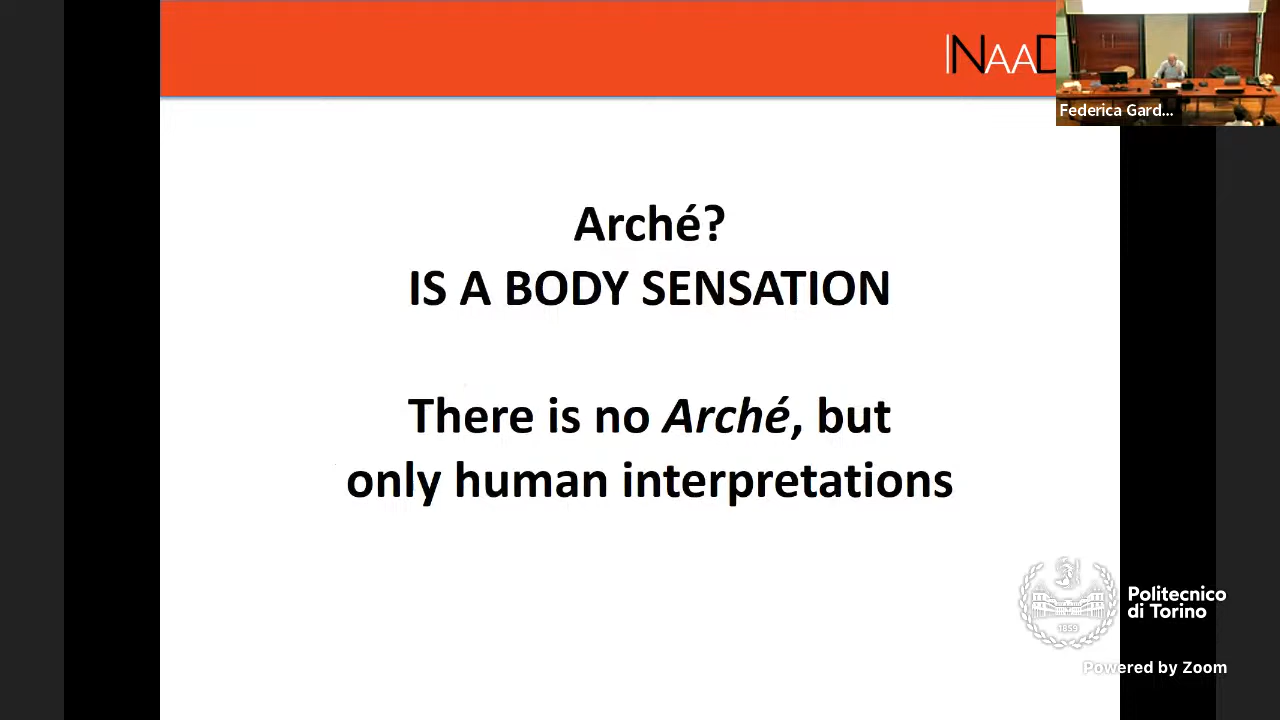 INAAD
Federica Gard...
Arché?
IS A BODY SENSATION
There is no Arché, but
only human interpretations
1859
Politecnico
di Torino
Powered by Zoom